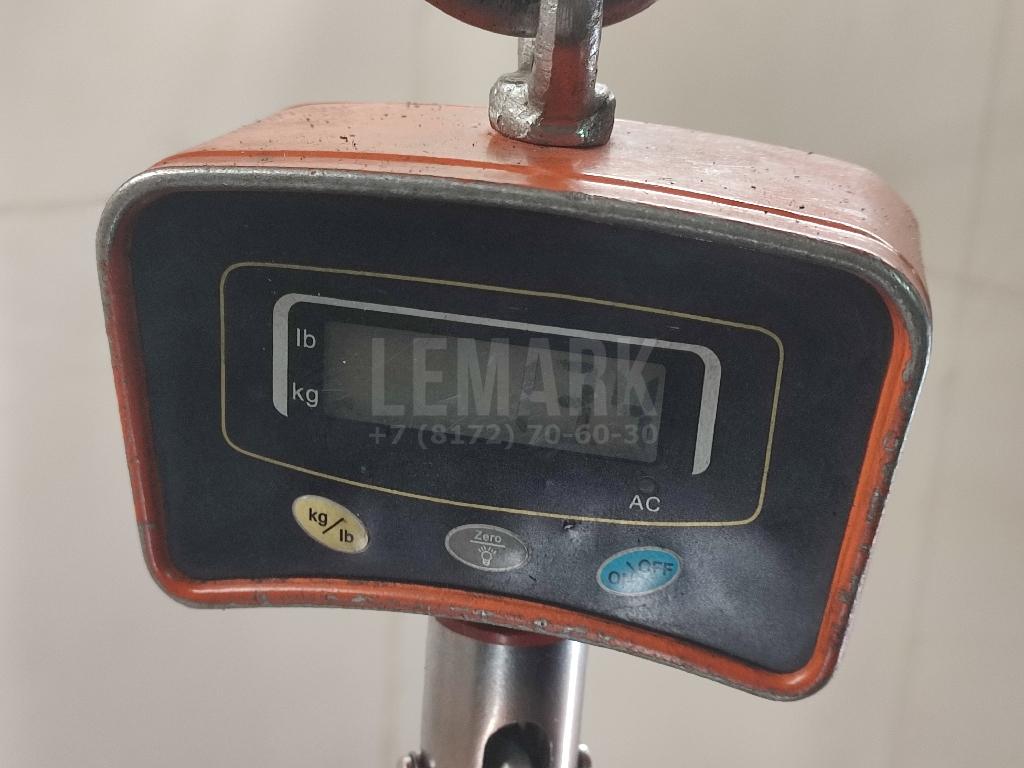 lb
LEMARK
kg
+7 (8172) 70-60-30
AC
kg/lb
Zero
ON\OFF